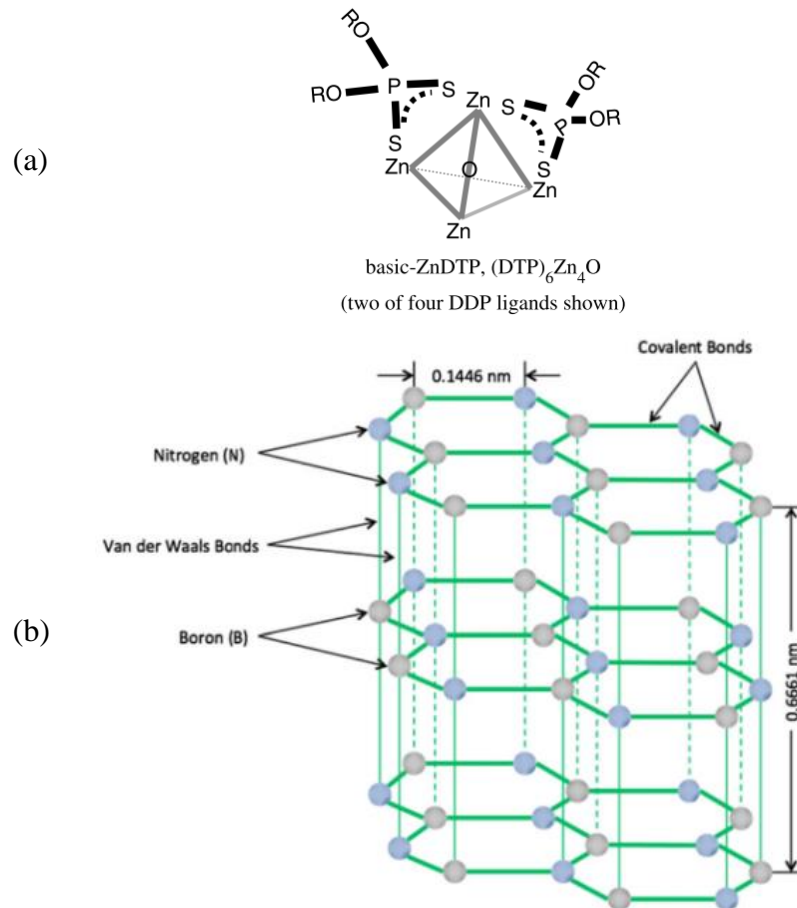 (a)
RO
RO
P
S
S
Zn
S
P
OR
OR
S
Zn
O
Zn
Zn
basic-ZnDTP, (DTP)6Zn4O
(two of four DDP ligands shown)
(b)
Covalent Bonds
0.1446 nm
Nitrogen (N)
Van der Waals Bonds
Boron (B)
0.6661 nm